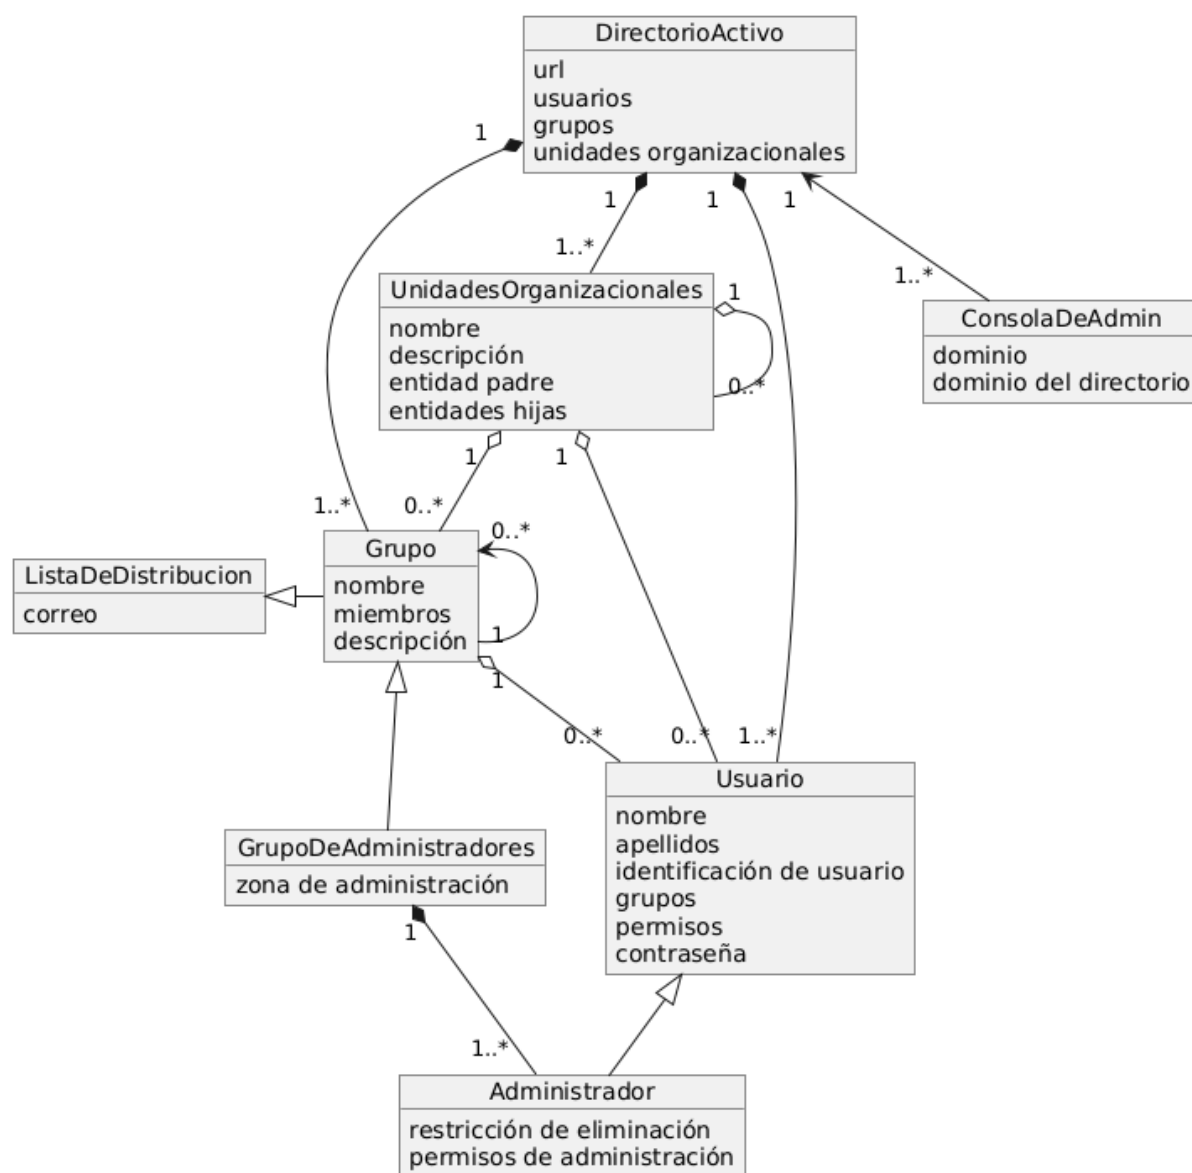 DirectorioActivo
url
usuarios
grupos
unidades organizacionales
1
1
1
1
1..*
1..*
UnidadesOrganizacionales
nombre
descripción
entidad padre
entidades hijas
1
0..*
ConsolaDeAdmin
dominio
dominio del directorio
1
1
1..*
0..*
0..*
ListaDeDistribucion
correo
Grupo
nombre
miembros
descripción
1
1
0..*
0..*
1..*
Usuario
nombre
apellidos
identificación de usuario
grupos
permisos
contraseña
GrupoDeAdministradores
zona de administración
1
1..*
Administrador
restricción de eliminación
permisos de administración